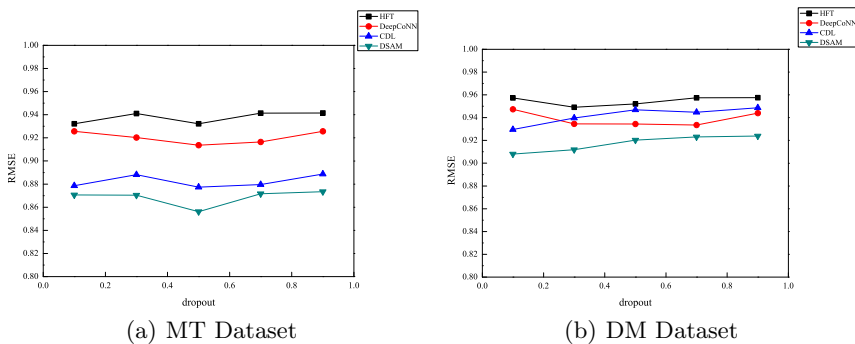 HFT
DeepCoNN
CDL
DSAM
1.00
0.98
0.96
0.94
0.92
0.90
0.88
0.86
0.84
0.82
0.80
RMSE
0.0 0.2 0.4 0.6 0.8 1.0
dropout
(a) MT Dataset
HFT
DeepCoNN
CDL
DSAM
1.00
0.98
0.96
0.94
0.92
0.90
0.88
0.86
0.84
0.82
0.80
RMSE
0.0 0.2 0.4 0.6 0.8 1.0
dropout
(b) DM Dataset